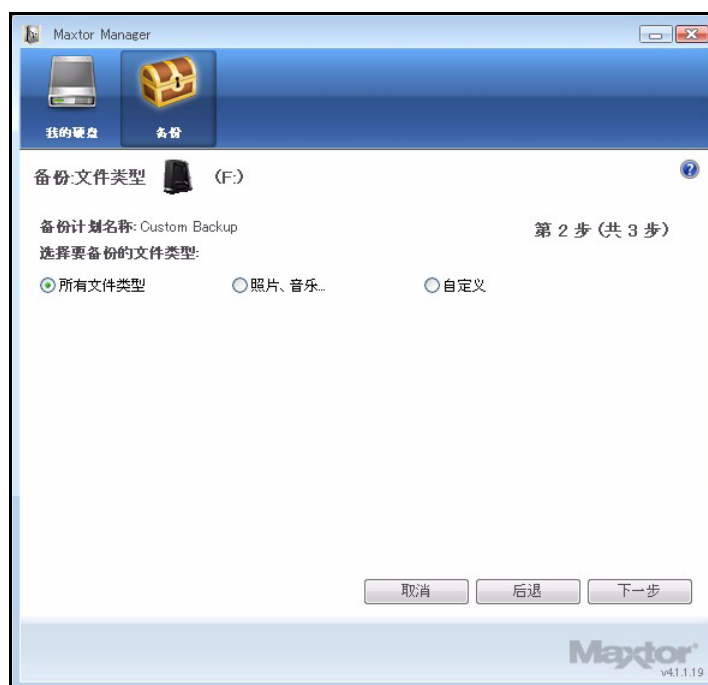 Maxtor Manager
我的硬盘 备份
备份:文件类型 (F:)
备份计划名称: Custom Backup
第 2 步 (共 3 步)
选择要备份的文件类型:
所有文件类型 照片、音乐... 自定义
取消 后退 下一步
Maxtor
v4.1.1.19